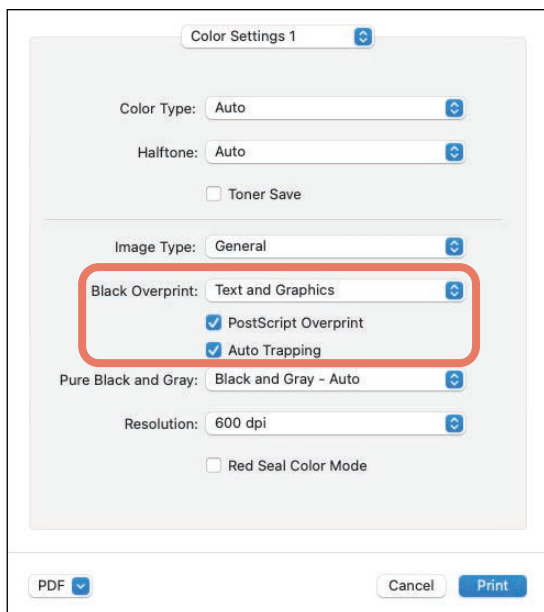 Color Settings 1
Color Type: Auto
Halftone: Auto
Toner Save
Image Type: General
Black Overprint: Text and Graphics
PostScript Overprint
Auto Trapping
Pure Black and Gray: Black and Gray - Auto
Resolution: 600 dpi
Red Seal Color Mode
PDF Cancel Print